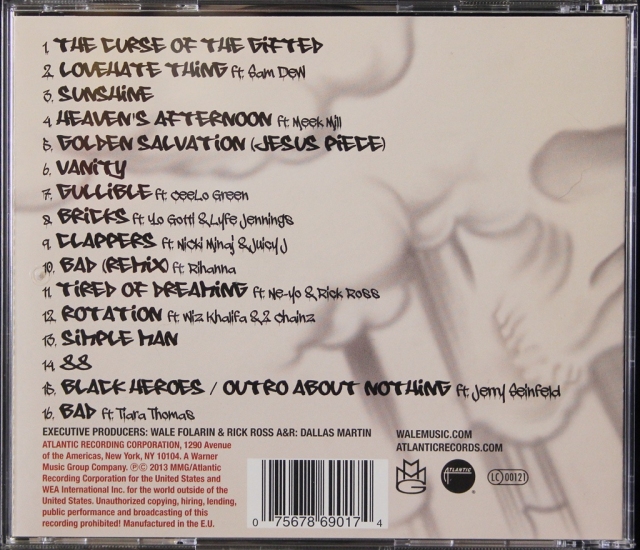 1. THE CURSE OF THE GIFTED
2. LOVEHATE THING ft. Sam Dew
3. SUNSHINE
4. HEAVEN'S AFTERNOON ft. Meek Mill
5. GOLDEN SALVATION (JESUS PIECE)
6. VANITY
7. GULLIBLE ft. CeeLo Green
8. BRICKS ft. Yo Gotti & Lyfe Jennings
9. CLAPPERS ft. Nicki Minaj & Juicy J
10. BAD (REMIX) ft. Rihanna
11. TIRED OF DREAMING ft. Ne-yo & Rick Ross
12. ROTATION ft. Wiz Khalifa & 2 Chainz
13. SIMPLE MAN
14. 88
15. BLACK HEROES / OUTRO ABOUT NOTHING ft. Jerry Seinfeld
16. BAD ft. Tiara Thomas
EXECUTIVE PRODUCERS: WALE FOLARIN & RICK ROSS A&R: DALLAS MARTIN
ATLANTIC RECORDING CORPORATION, 1290 Avenue
of the Americas, New York, NY 10104. A Warner
Music Group Company. ℗© 2013 MMG/Atlantic
Recording Corporation for the United States and
WEA International Inc. for the world outside of the
United States. Unauthorized copying, hiring, lending,
public performance and broadcasting of this
recording prohibited! Manufactured in the E.U.
0 75678 69017 4
WALEMUSIC.COM
ATLANTICRECORDS.COM
MMG
ATLANTIC
LC 00121